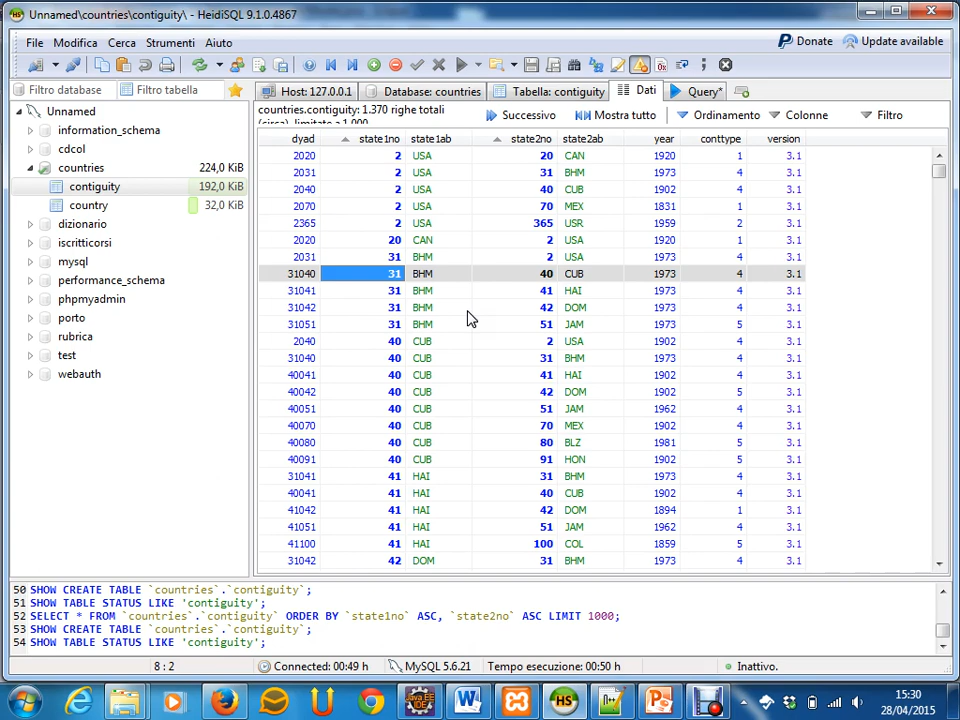 Unnamed\countries\contiguity\ - HeidiSQL 9.1.0.4867
File Modifica Cerca Strumenti Aiuto
Donate Update available
Filtro database Filtro tabella
Host: 127.0.0.1 Database: countries Tabella: contiguity Dati Query*
Unnamed
information_schema
cdcol
countries 224,0 KiB
contiguity 192,0 KiB
country 32,0 KiB
dizionario
iscritticorsi
mysql
performance_schema
phpmyadmin
porto
rubrica
test
webauth
countries.contiguity: 1.370 righe totali
(circa), limitate a 1.000
Successivo Mostra tutto Ordinamento Colonne Filtro
dyad state1no state1ab state2no state2ab year conttype version
2020 2 USA 20 CAN 1920 1 3.1
2031 2 USA 31 BHM 1973 4 3.1
2040 2 USA 40 CUB 1902 4 3.1
2070 2 USA 70 MEX 1831 1 3.1
2365 2 USA 365 USR 1959 2 3.1
2020 20 CAN 2 USA 1920 1 3.1
2031 31 BHM 2 USA 1973 4 3.1
31040 31 BHM 40 CUB 1973 4 3.1
31041 31 BHM 41 HAI 1973 4 3.1
31042 31 BHM 42 DOM 1973 4 3.1
31051 31 BHM 51 JAM 1973 5 3.1
2040 40 CUB 2 USA 1902 4 3.1
31040 40 CUB 31 BHM 1973 4 3.1
40041 40 CUB 41 HAI 1902 4 3.1
40042 40 CUB 42 DOM 1902 5 3.1
40051 40 CUB 51 JAM 1962 4 3.1
40070 40 CUB 70 MEX 1902 4 3.1
40080 40 CUB 80 BLZ 1981 5 3.1
40091 40 CUB 91 HON 1902 5 3.1
31041 41 HAI 31 BHM 1973 4 3.1
40041 41 HAI 40 CUB 1902 4 3.1
41042 41 HAI 42 DOM 1894 1 3.1
41051 41 HAI 51 JAM 1962 4 3.1
41100 41 HAI 100 COL 1859 5 3.1
31042 42 DOM 31 BHM 1973 4 3.1
50 SHOW CREATE TABLE `countries`.`contiguity`;
51 SHOW TABLE STATUS LIKE 'contiguity';
52 SELECT * FROM `countries`.`contiguity` ORDER BY `state1no` ASC, `state2no` ASC LIMIT 1000;
53 SHOW CREATE TABLE `countries`.`contiguity`;
54 SHOW TABLE STATUS LIKE 'contiguity';
8 : 2 Connected: 00:49 h MySQL 5.6.21 Tempo esecuzione: 00:50 h Inattivo.
15:30
28/04/2015